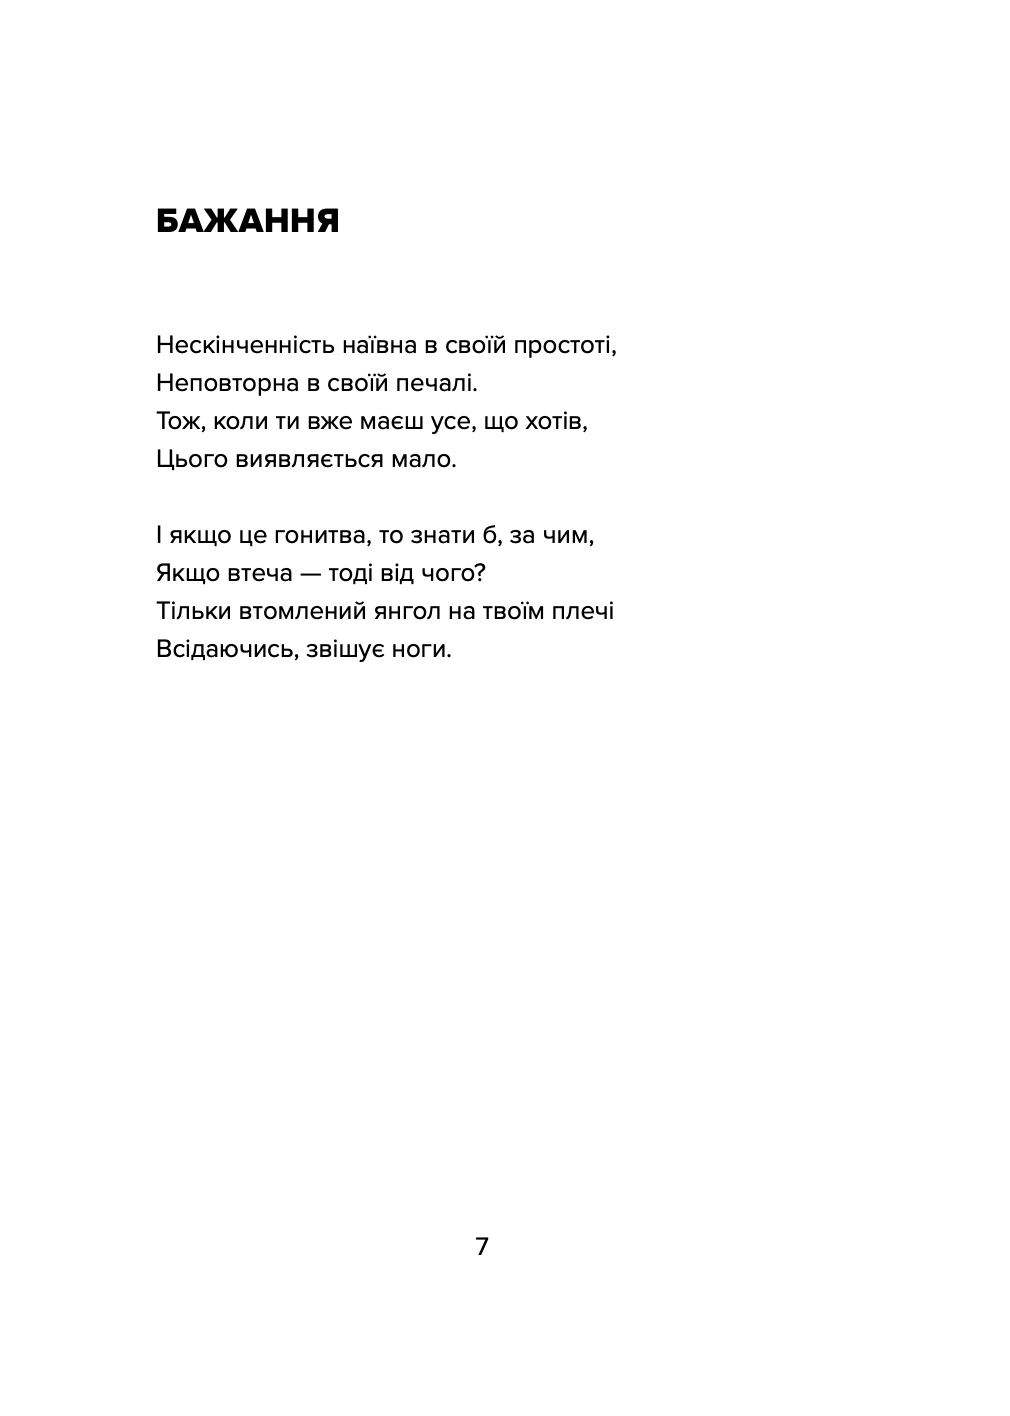 БАЖАННЯ
Нескінченність наївна в своїй простоті,
Неповторна в своїй печалі.
Тож, коли ти вже маєш усе, що хотів,
Цього виявляється мало.
І якщо це гонитва, то знати б, за чим,
Якщо втеча — тоді від чого?
Тільки втомлений янгол на твоїм плечі
Всідаючись, звішує ноги.
7